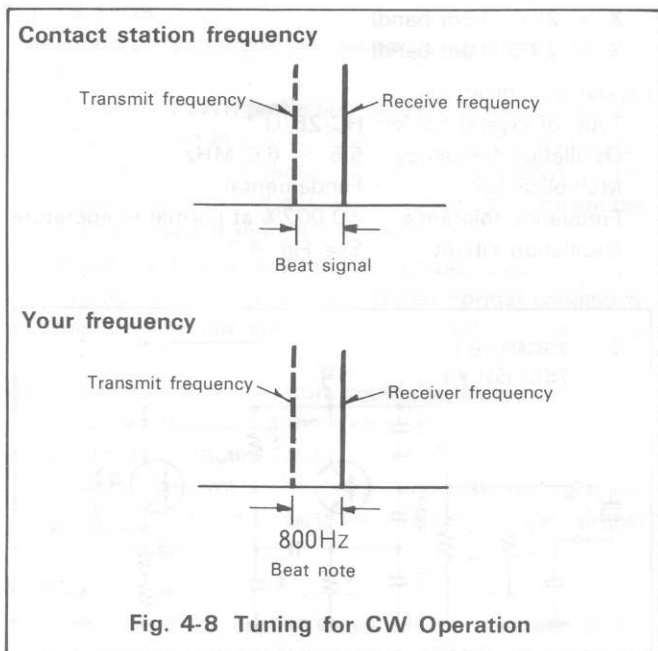 Contact station frequency
Transmit frequency
Receive frequency
Beat signal
Your frequency
Transmit frequency
Receiver frequency
800Hz
Beat note
Fig. 4-8 Tuning for CW Operation